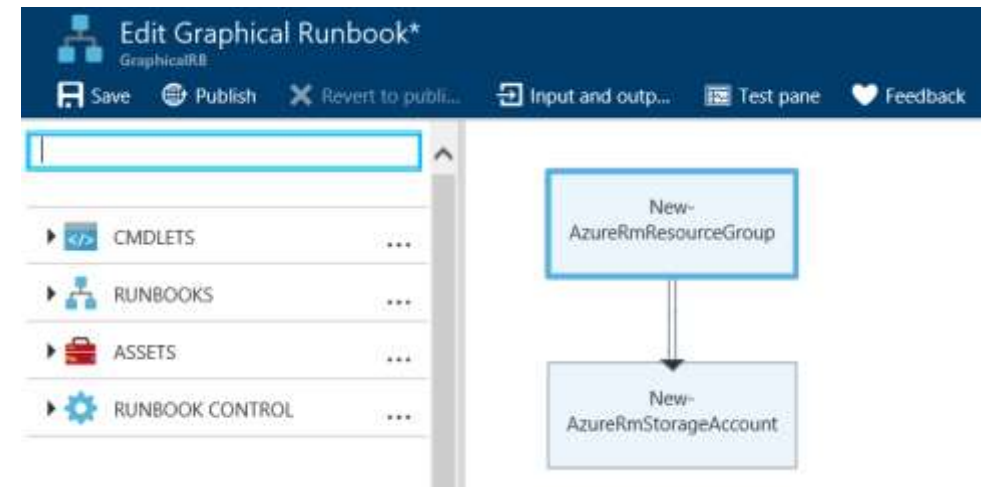 Edit Graphical Runbook*
GraphicalRB
Save Publish Revert to publi... Input and outp... Test pane Feedback
CMDLETS ...
RUNBOOKS ...
ASSETS ...
RUNBOOK CONTROL ...
New-
AzureRmResourceGroup
New-
AzureRmStorageAccount